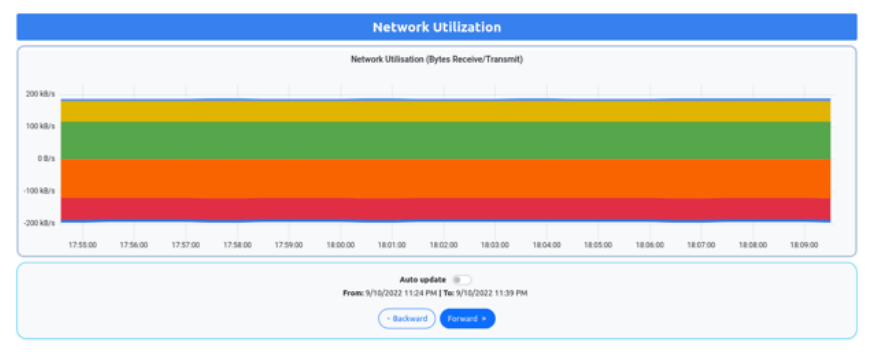 Network Utilization
Network Utilisation (Bytes Receive/Transmit)
200 kB/s
100 kB/s
0 B/s
-100 kB/s
-200 kB/s
17:55:00 17:56:00 17:57:00 17:58:00 17:59:00 18:00:00 18:01:00 18:02:00 18:03:00 18:04:00 18:05:00 18:06:00 18:07:00 18:08:00 18:09:00
Auto update
From: 9/10/2022 11:24 PM | To: 9/10/2022 11:39 PM
- Backward Forward »